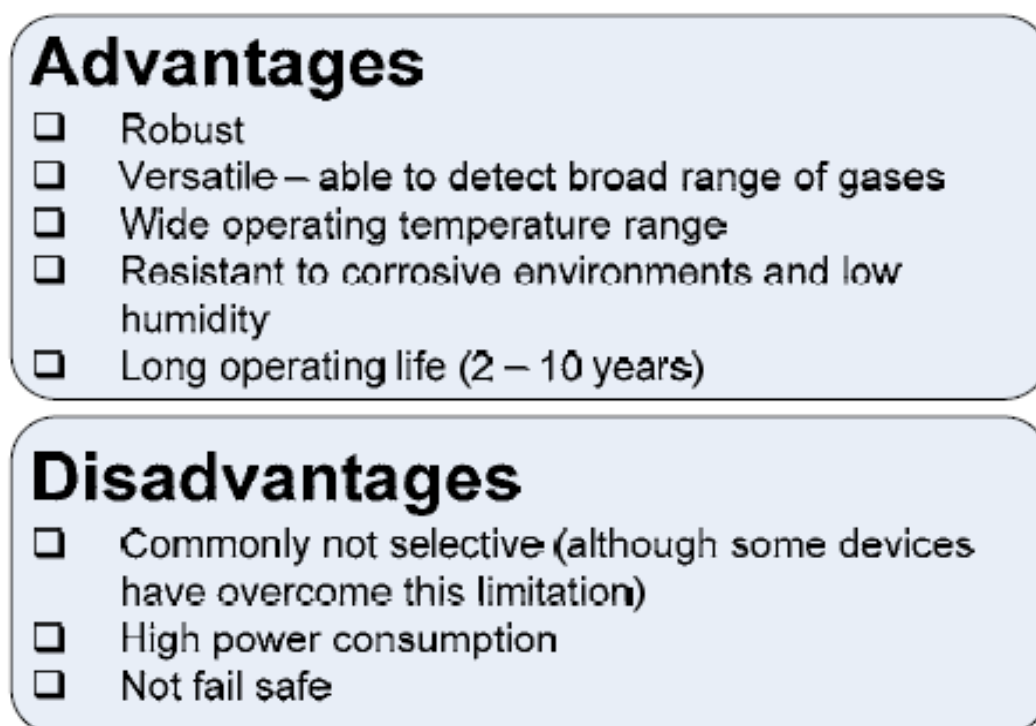 Advantages
❑ Robust
❑ Versatile – able to detect broad range of gases
❑ Wide operating temperature range
❑ Resistant to corrosive environments and low
humidity
❑ Long operating life (2 – 10 years)
Disadvantages
❑ Commonly not selective (although some devices
have overcome this limitation)
❑ High power consumption
❑ Not fail safe